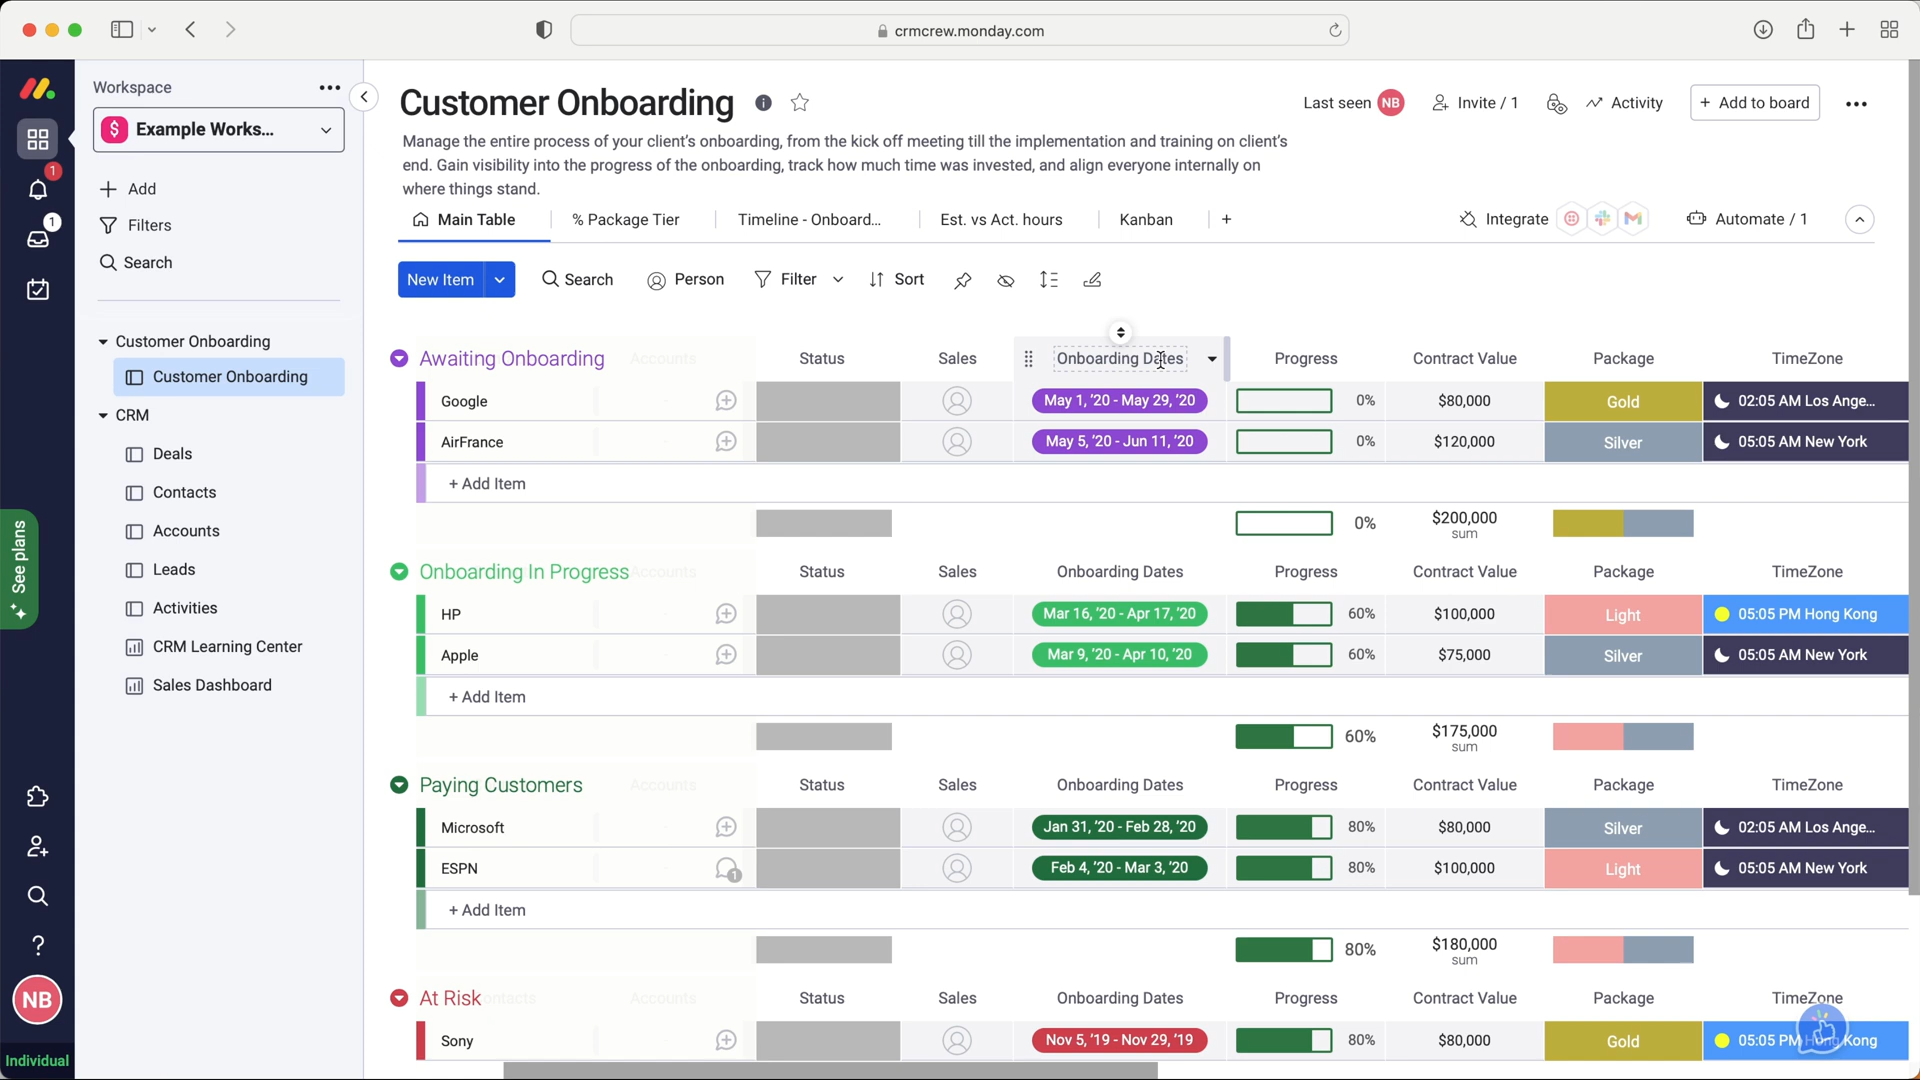 crmcrew.monday.com
Workspace
Example Works...
Add
Filters
Search
Customer Onboarding
Customer Onboarding
CRM
Deals
Contacts
Accounts
Leads
Activities
CRM Learning Center
Sales Dashboard
1
1
See plans
NB
Individual
Customer Onboarding
Last seen NB
Invite / 1
Activity
+ Add to board
Manage the entire process of your client's onboarding, from the kick off meeting till the implementation and training on client's
end. Gain visibility into the progress of the onboarding, track how much time was invested, and align everyone internally on
where things stand.
Main Table % Package Tier Timeline - Onboard... Est. vs Act. hours Kanban + Integrate Automate / 1
New Item Search Person Filter Sort
Awaiting Onboarding Accounts Status Sales Onboarding Dates Progress Contract Value Package TimeZone
Google - May 1, '20 - May 29, '20 0% $80,000 Gold 02:05 AM Los Ange...
AirFrance - May 5, '20 - Jun 11, '20 0% $120,000 Silver 05:05 AM New York
+ Add Item
0% $200,000
sum
Onboarding In Progress Accounts Status Sales Onboarding Dates Progress Contract Value Package TimeZone
HP - Mar 16, '20 - Apr 17, '20 60% $100,000 Light 05:05 PM Hong Kong
Apple - Mar 9, '20 - Apr 10, '20 60% $75,000 Silver 05:05 AM New York
+ Add Item
60% $175,000
sum
Paying Customers Accounts Status Sales Onboarding Dates Progress Contract Value Package TimeZone
Microsoft - Jan 31, '20 - Feb 28, '20 80% $80,000 Silver 02:05 AM Los Ange...
ESPN - 1 Feb 4, '20 - Mar 3, '20 80% $100,000 Light 05:05 AM New York
+ Add Item
80% $180,000
sum
At Risk Accounts Status Sales Onboarding Dates Progress Contract Value Package TimeZone
Sony - Nov 5, '19 - Nov 29, '19 80% $80,000 Gold 05:05 PM Hong Kong